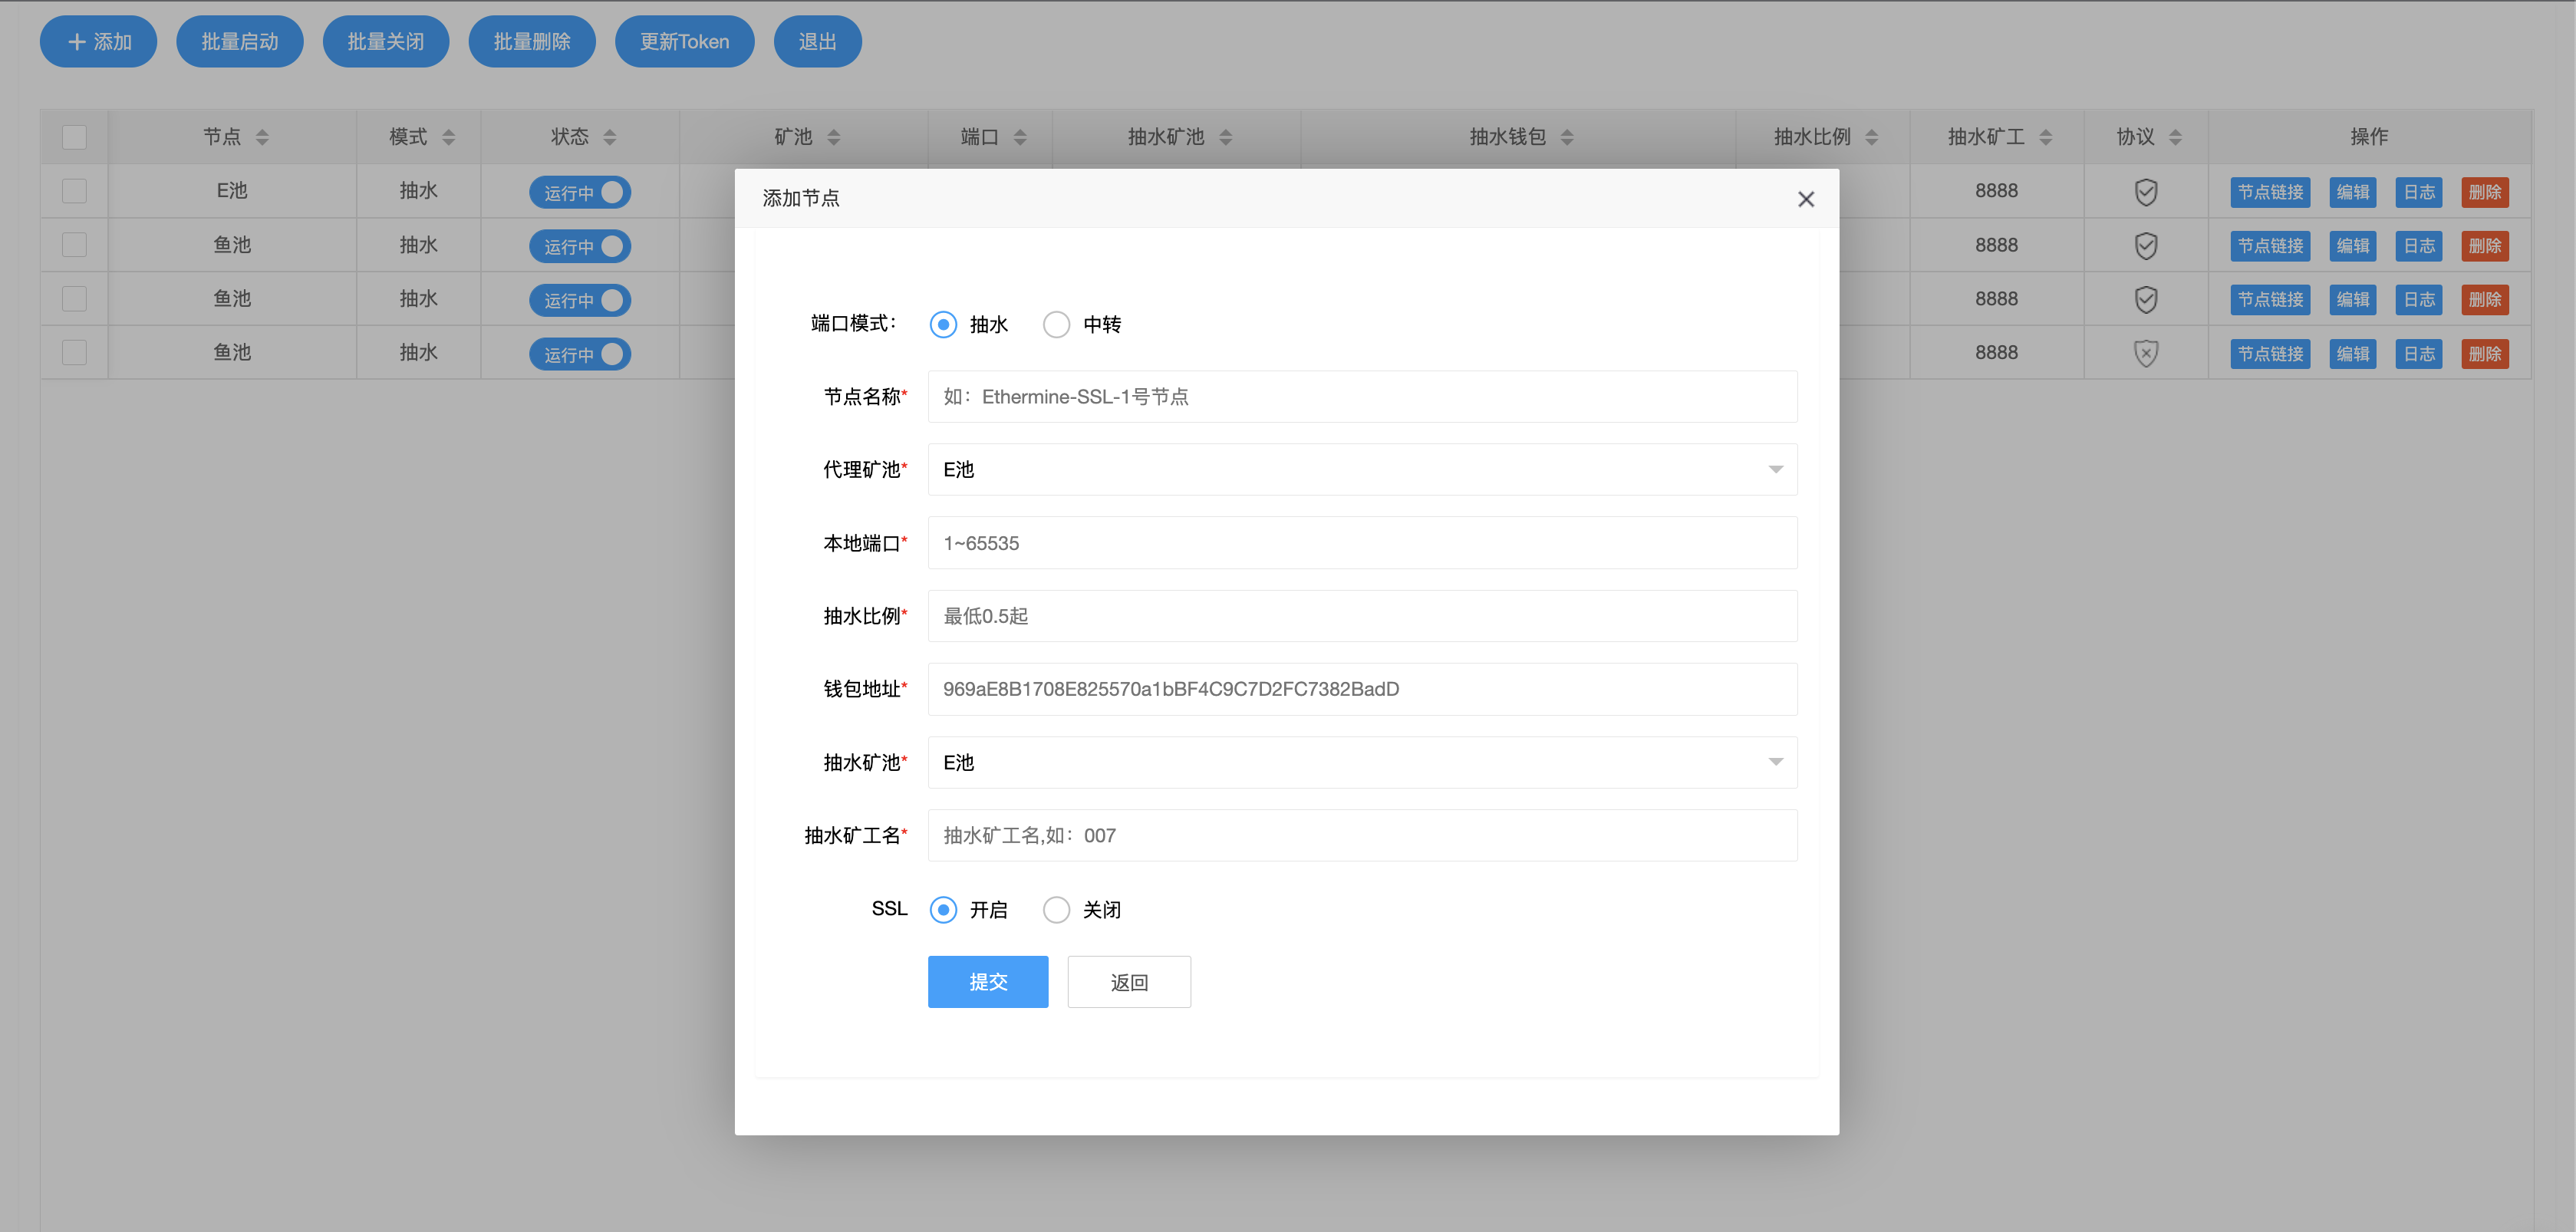 添加 批量启动 批量关闭 批量删除 更新Token 退出
节点 模式 状态 矿池 端口 抽水矿池 抽水钱包 抽水比例 抽水矿工 协议 操作
E池 抽水 运行中 8888 节点链接 编辑 日志 删除
鱼池 抽水 运行中 8888 节点链接 编辑 日志 删除
鱼池 抽水 运行中 8888 节点链接 编辑 日志 删除
鱼池 抽水 运行中 8888 节点链接 编辑 日志 删除
添加节点
端口模式: 抽水 中转
节点名称* 如：Ethermine-SSL-1号节点
代理矿池* E池
本地端口* 1~65535
抽水比例* 最低0.5起
钱包地址* 969aE8B1708E825570a1bBF4C9C7D2FC7382BadD
抽水矿池* E池
抽水矿工名* 抽水矿工名,如：007
SSL 开启 关闭
提交 返回